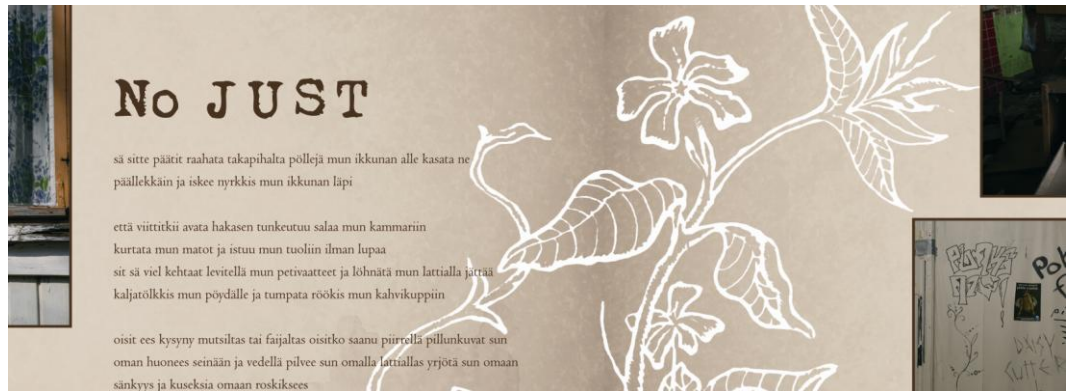 No JUST
sä sitte päätit raahata takapihalta pöllejä mun ikkunan alle kasata ne
päällekkäin ja iskee nyrkkis mun ikkunan läpi
että viittitkii avata hakasen tunkeutuu salaa mun kammariin
kurtata mun matot ja istuu mun tuoliin ilman lupaa
sit sä viel kehtaat levitellä mun petivaatteet ja löhnätä mun lattialla jättää
kaljatölkkis mun pöydälle ja tumpata röökis mun kahvikuppiin
oisit ees kysyny mutsiltas tai faijaltas oisitko saanu piirrellä pillunkuvat sun
oman huonees seinään ja vedellä pilvee sun omalla lattiallas yrjötä sun omaan
sänkyys ja kuseksia omaan roskiksees
DAISY
CUTTER